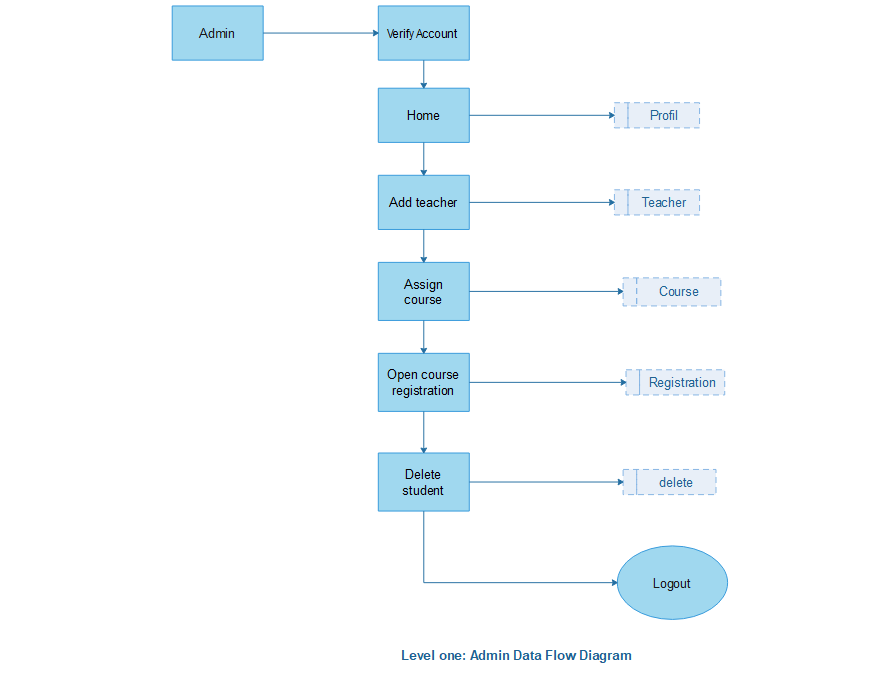 Admin
Verify Account
Home
Profil
Add teacher
Teacher
Assign
course
Course
Open course
registration
Registration
Delete
student
delete
Logout
Level one: Admin Data Flow Diagram